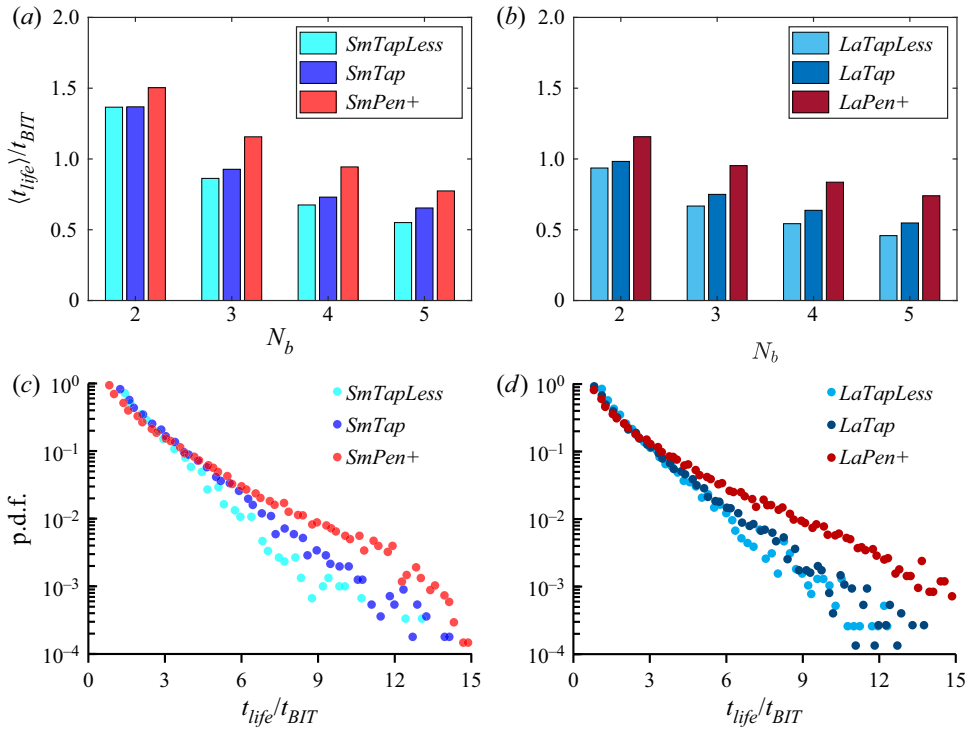 (a)
2.0
1.5
1.0
0.5
0
⟨t_life⟩/t_BIT
SmTapLess
SmTap
SmPen+
2 3 4 5
N_b
(b)
2.0
1.5
1.0
0.5
0
LaTapLess
LaTap
LaPen+
2 3 4 5
N_b
(c)
10^0
10^–1
10^–2
10^–3
10^–4
p.d.f.
SmTapLess
SmTap
SmPen+
0 3 6 9 12 15
t_life/t_BIT
(d)
10^0
10^–1
10^–2
10^–3
10^–4
LaTapLess
LaTap
LaPen+
0 3 6 9 12 15
t_life/t_BIT